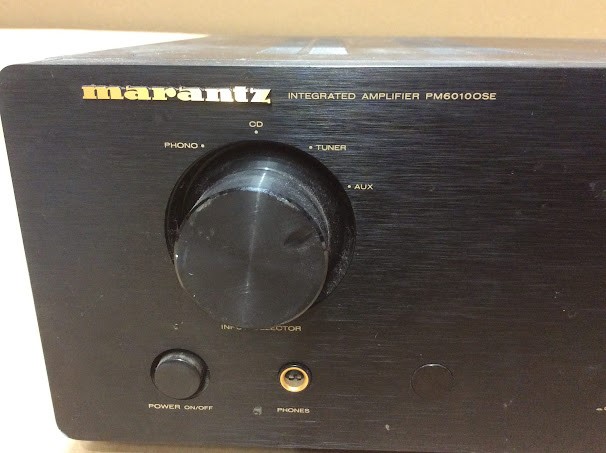 marantz INTEGRATED AMPLIFIER PM6010OSE
CD
PHONO TUNER
AUX
POWER ON/OFF
PHONES